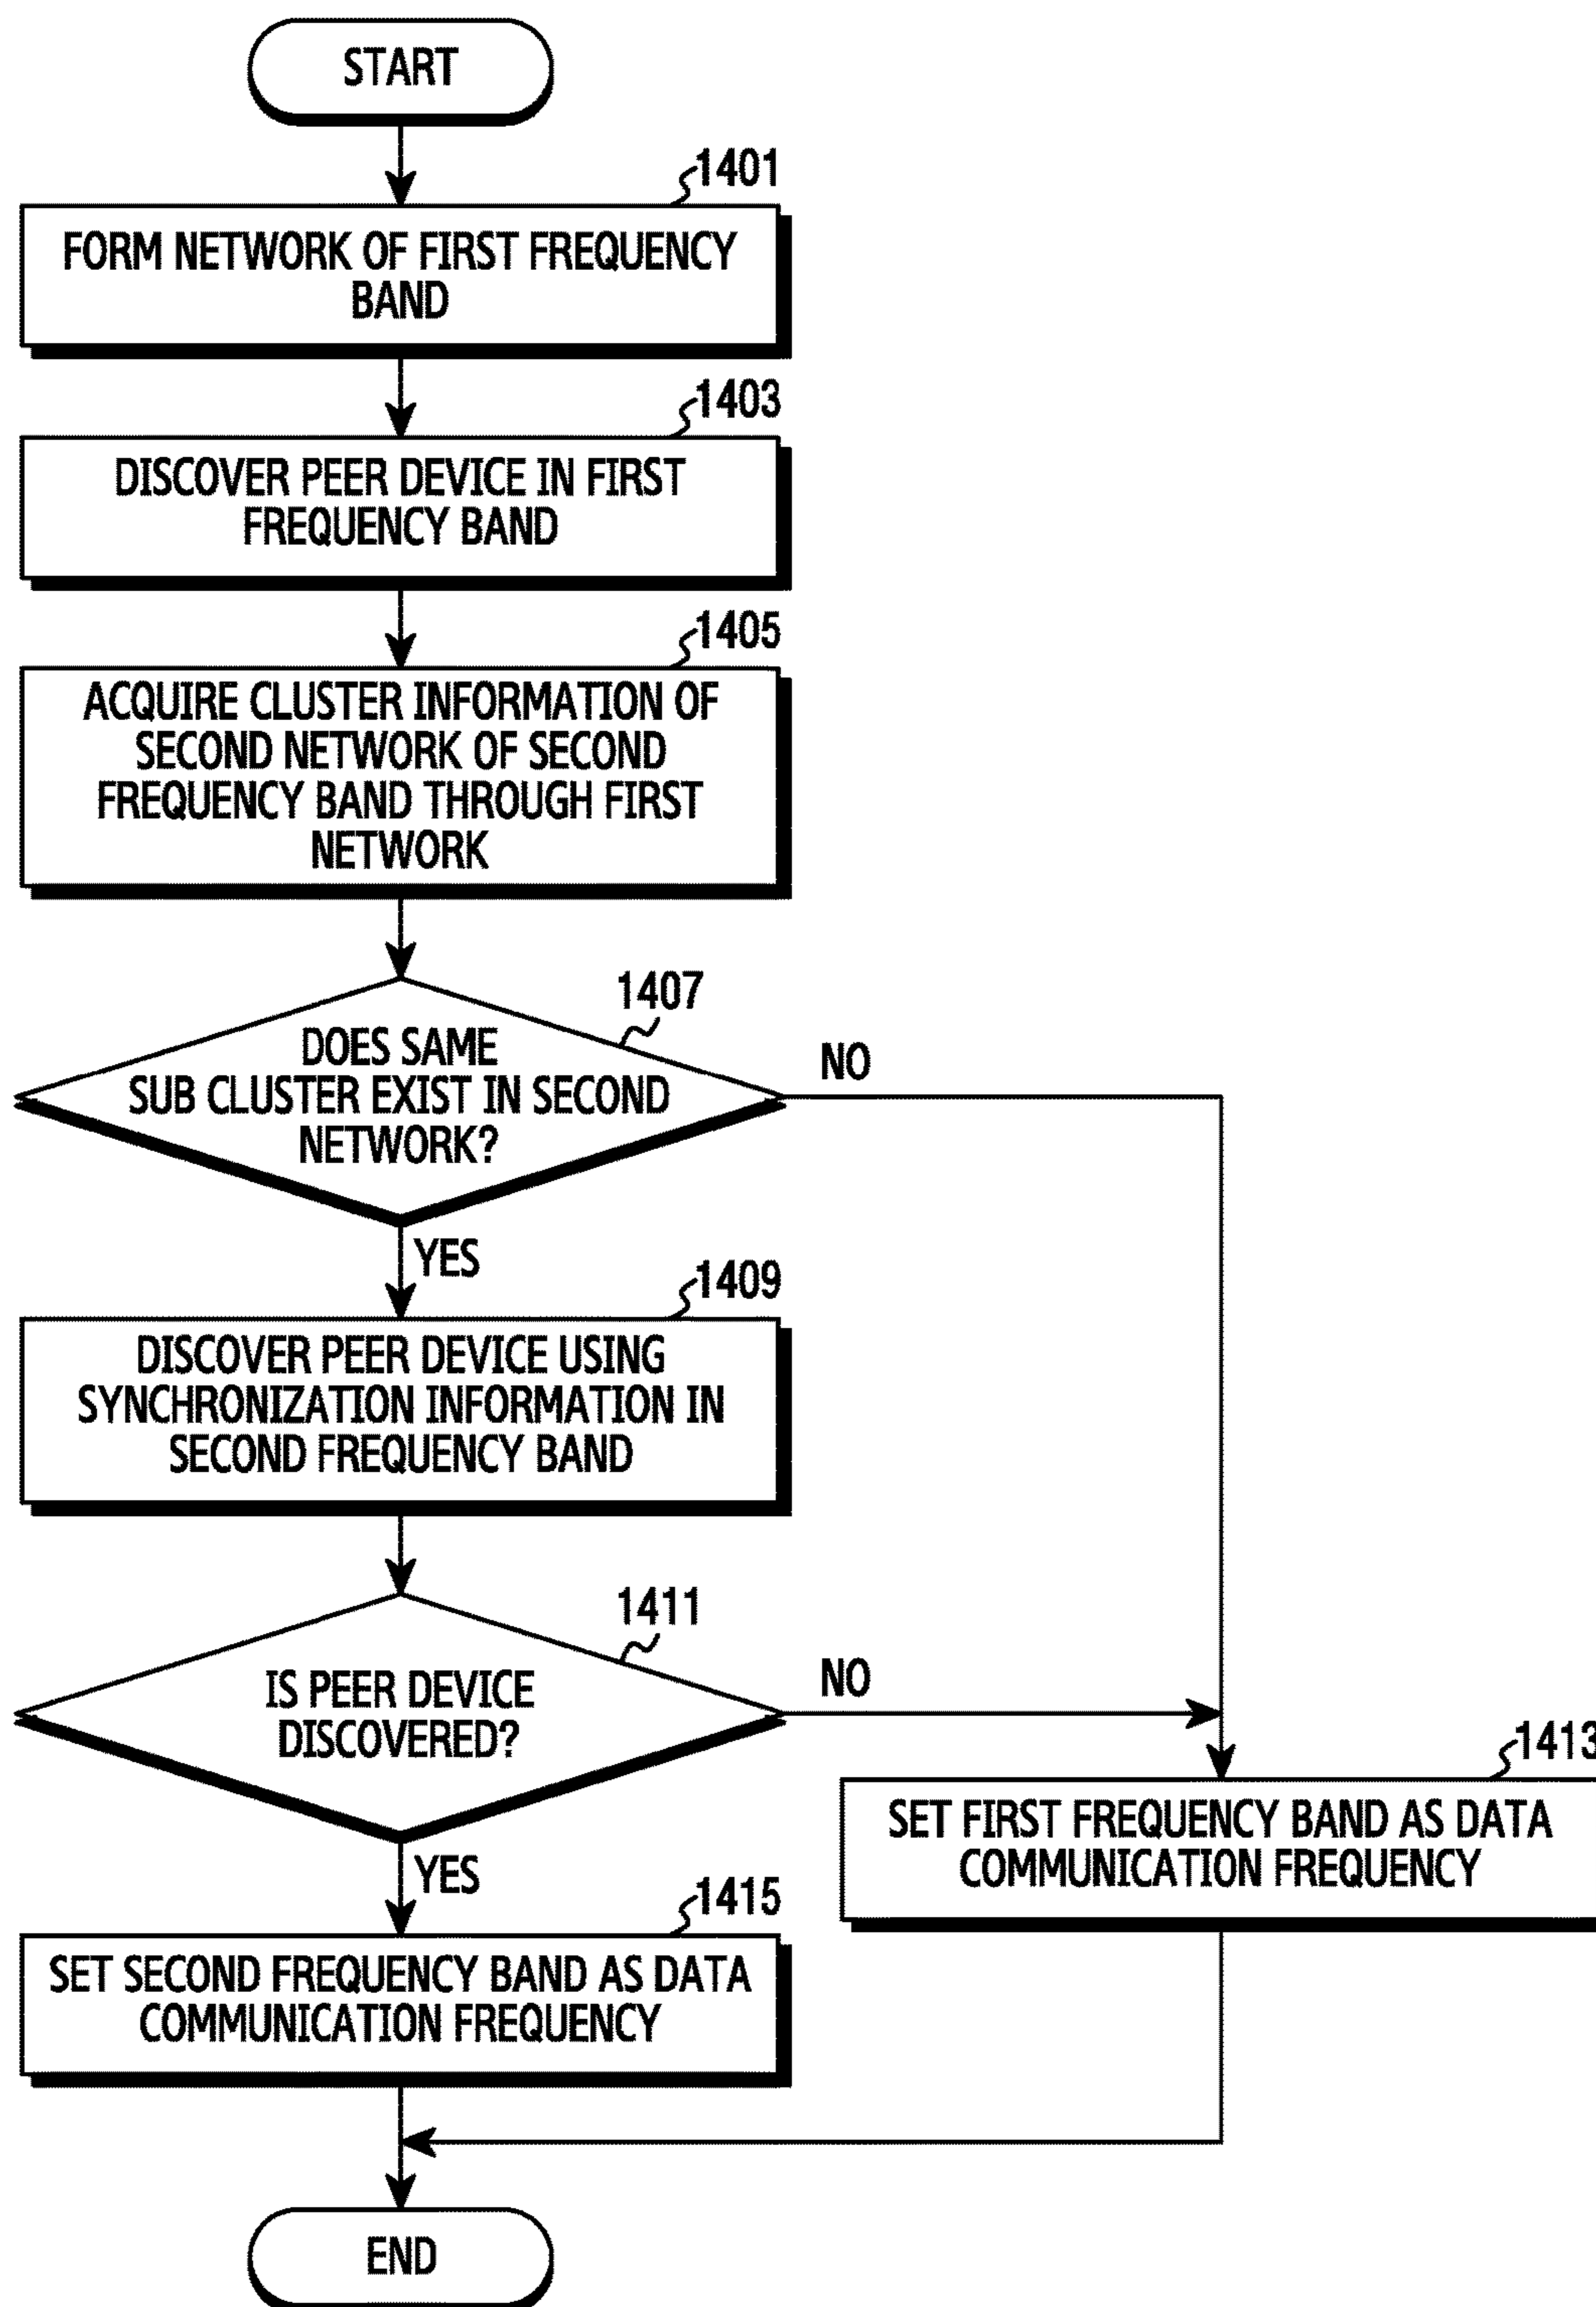 START
1401
FORM NETWORK OF FIRST FREQUENCY
BAND
1403
DISCOVER PEER DEVICE IN FIRST
FREQUENCY BAND
1405
ACQUIRE CLUSTER INFORMATION OF
SECOND NETWORK OF SECOND
FREQUENCY BAND THROUGH FIRST
NETWORK
1407
DOES SAME
SUB CLUSTER EXIST IN SECOND
NETWORK?
NO
YES
1409
DISCOVER PEER DEVICE USING
SYNCHRONIZATION INFORMATION IN
SECOND FREQUENCY BAND
1411
IS PEER DEVICE
DISCOVERED?
NO
YES
1413
SET FIRST FREQUENCY BAND AS DATA
COMMUNICATION FREQUENCY
1415
SET SECOND FREQUENCY BAND AS DATA
COMMUNICATION FREQUENCY
END